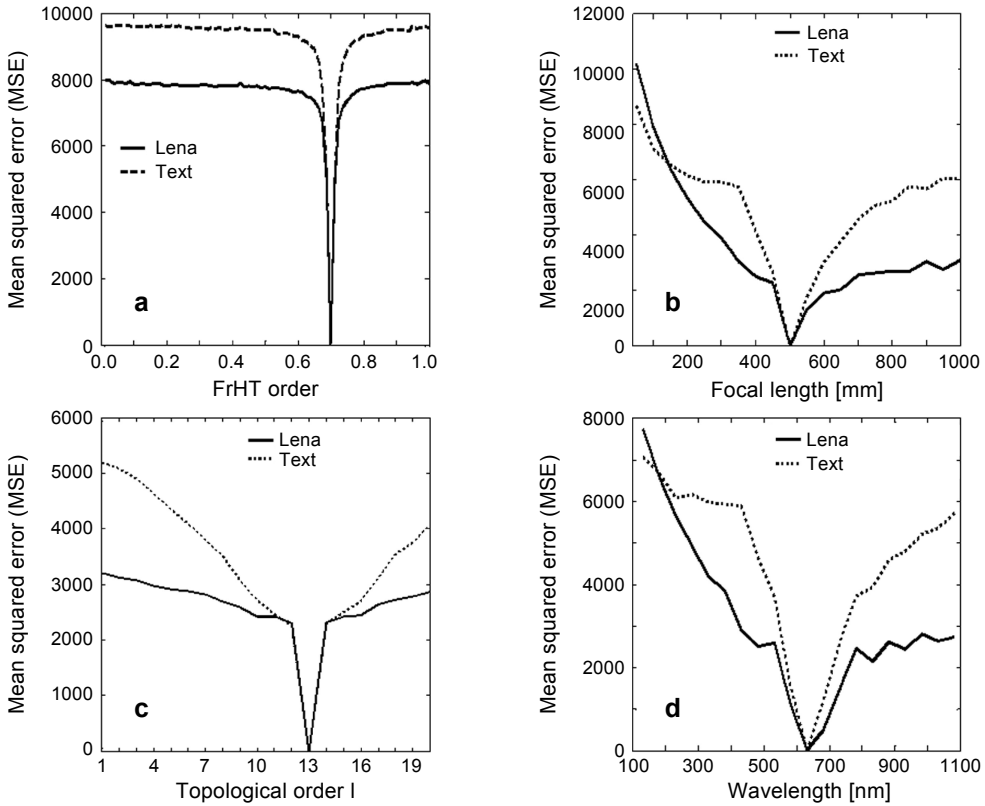 Mean squared error (MSE)
10000
8000
6000
4000
2000
0
Lena
Text
a
0.0 0.2 0.4 0.6 0.8 1.0
FrHT order
Mean squared error (MSE)
12000
10000
8000
6000
4000
2000
0
Lena
Text
b
200 400 600 800 1000
Focal length [mm]
Mean squared error (MSE)
6000
5000
4000
3000
2000
1000
0
Lena
Text
c
1 4 7 10 13 16 19
Topological order l
Mean squared error (MSE)
8000
6000
4000
2000
0
Lena
Text
d
100 300 500 700 900 1100
Wavelength [nm]